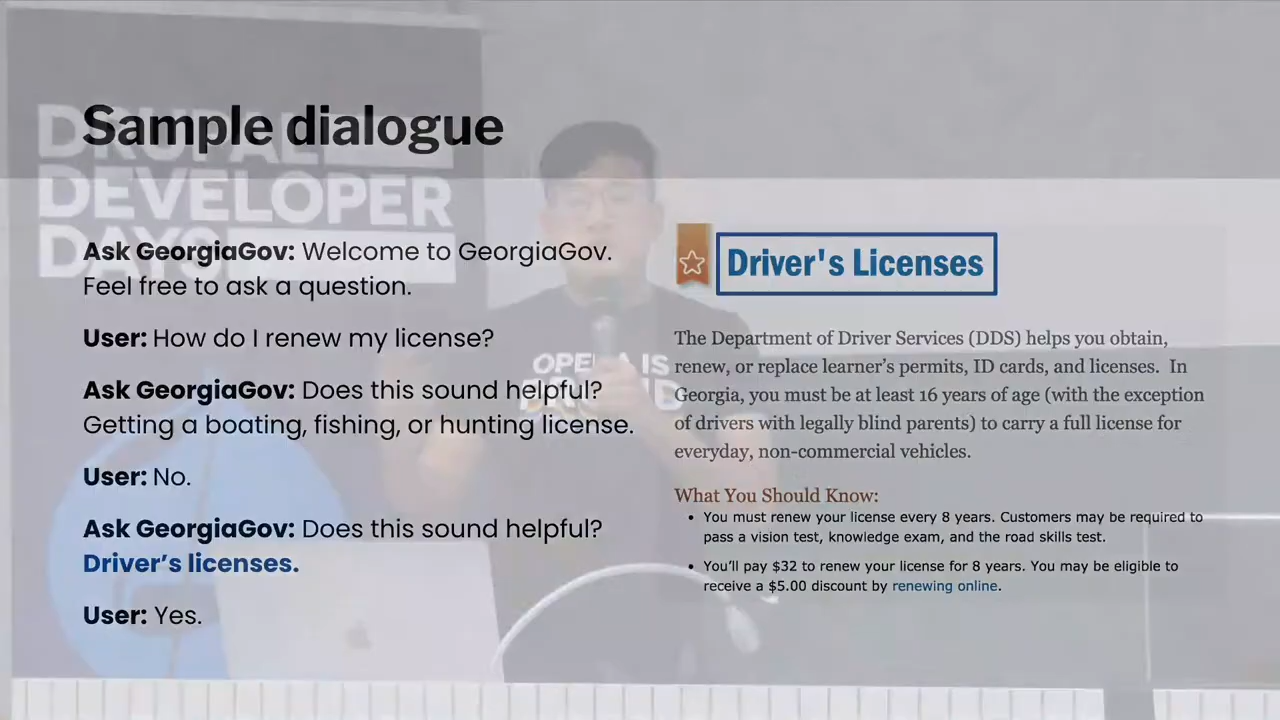 Sample dialogue
DRUPAL
DEVELOPER
DAYS
Ask GeorgiaGov: Welcome to GeorgiaGov.
Feel free to ask a question.
User: How do I renew my license?
Ask GeorgiaGov: Does this sound helpful?
Getting a boating, fishing, or hunting license.
User: No.
Ask GeorgiaGov: Does this sound helpful?
Driver's licenses.
User: Yes.
Driver's Licenses
The Department of Driver Services (DDS) helps you obtain,
renew, or replace learner's permits, ID cards, and licenses. In
Georgia, you must be at least 16 years of age (with the exception
of drivers with legally blind parents) to carry a full license for
everyday, non-commercial vehicles.
What You Should Know:
• You must renew your license every 8 years. Customers may be required to
pass a vision test, knowledge exam, and the road skills test.
• You'll pay $32 to renew your license for 8 years. You may be eligible to
receive a $5.00 discount by renewing online.
IS